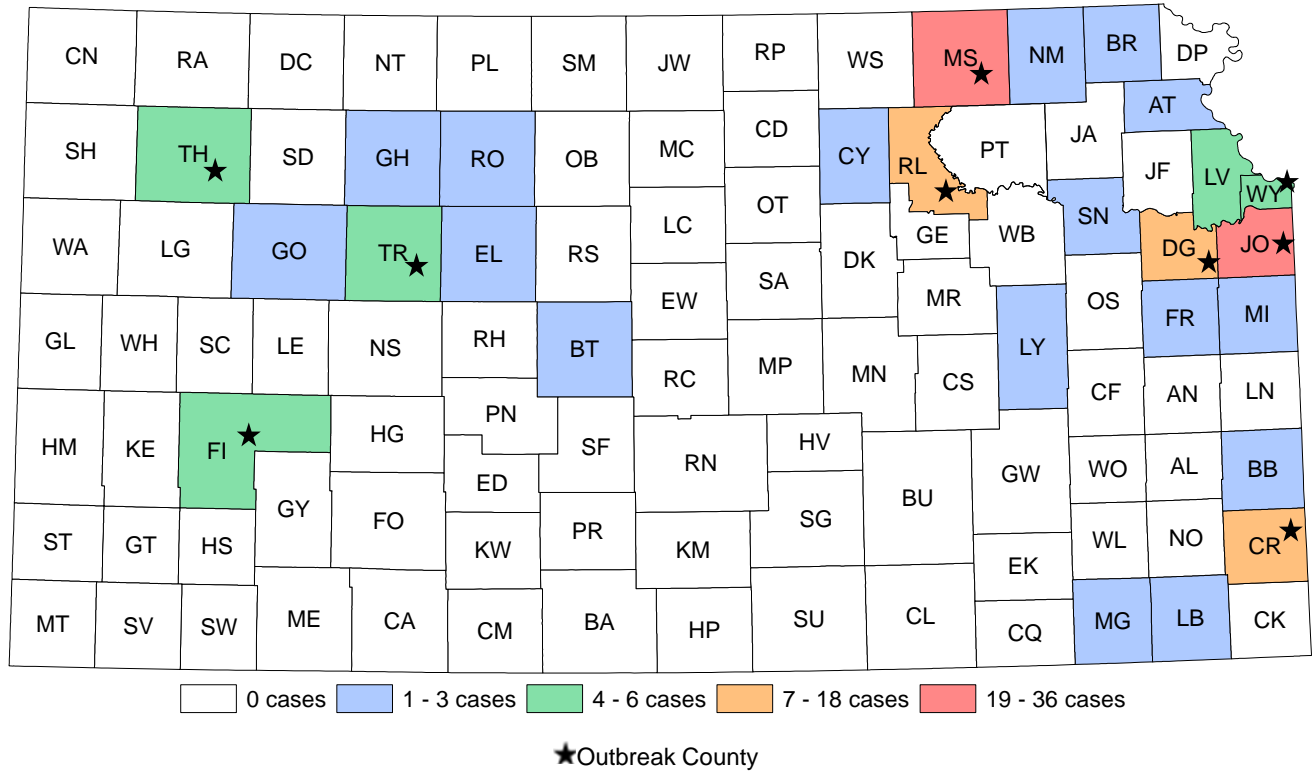 CN RA DC NT PL SM JW RP WS MS NM BR DP
SH TH SD GH RO OB MC CD CY RL PT JA AT JF LV WY
WA LG GO TR EL RS LC OT SA DK GE WB SN DG JO
GL WH SC LE NS RH BT EW RC MP MR MN CS LY OS FR MI
HM KE FI HG PN SF RN HV BU GW CF AN LN
GY ED SG WO AL BB
ST GT HS FO KW PR KM EK WL NO CR
MT SV SW ME CA CM BA HP SU CL CQ MG LB CK
0 cases 1 - 3 cases 4 - 6 cases 7 - 18 cases 19 - 36 cases
Outbreak County